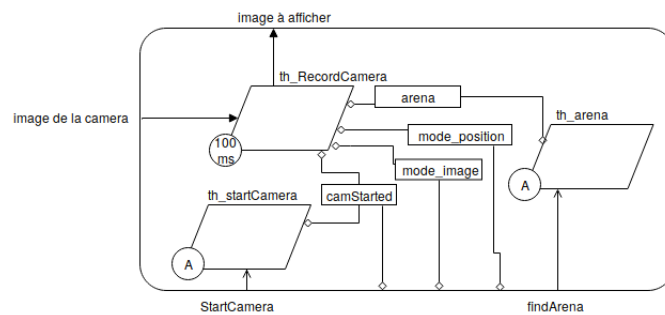 image à afficher
th_RecordCamera
arena
th_arena
image de la camera
mode_position
100
ms
mode_image
th_startCamera
camStarted
A
A
StartCamera
findArena